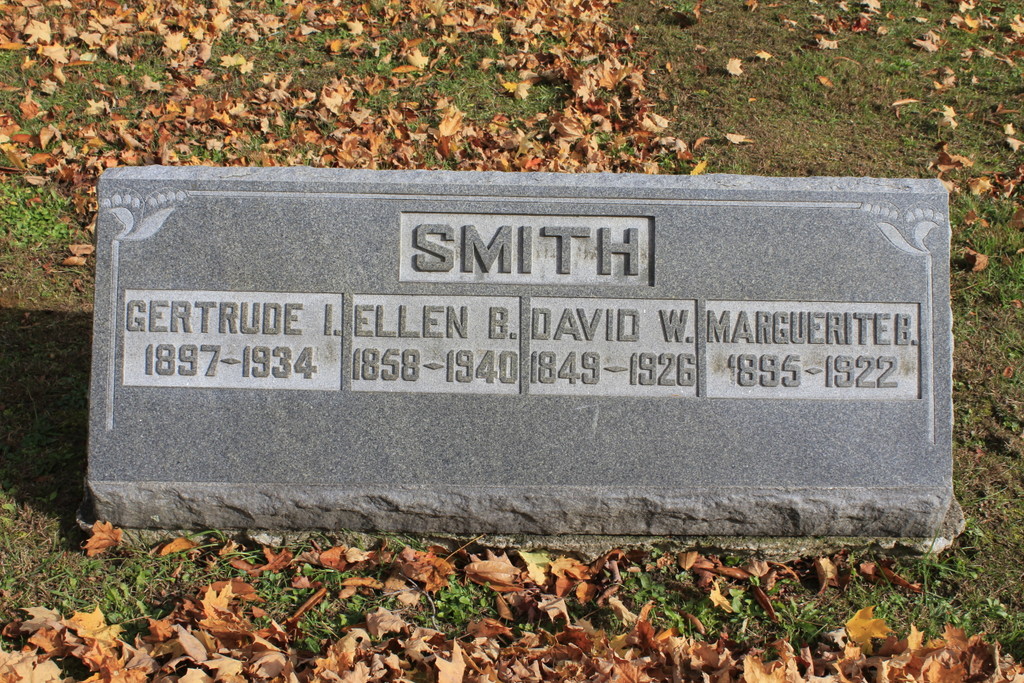 SMITH
GERTRUDE I. ELLEN B. DAVID W. MARGUERITE B.
1897-1934 1858-1940 1849-1926 1895-1922